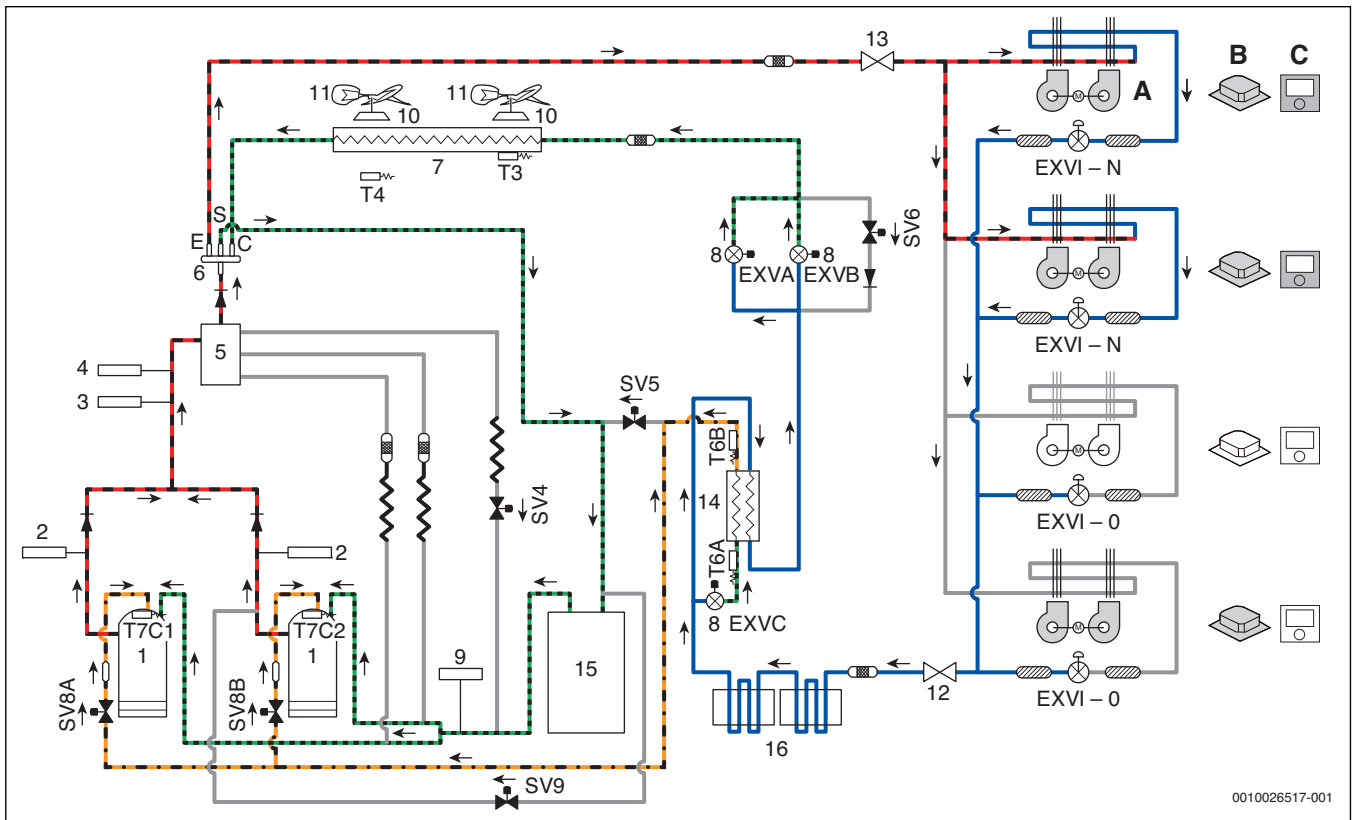 13
B
C
A
M
11
11
10
10
7
T3
T4
EXVI – N
S
E
C
6
SV6
8
8
EXVA
EXVB
M
EXVI – N
5
4
3
SV5
T6B
14
SV4
M
2
2
T6A
EXVI – 0
8
EXVC
T7C1
T7C2
1
1
9
15
M
SV8A
SV8B
12
EXVI – 0
16
SV9
0010026517-001